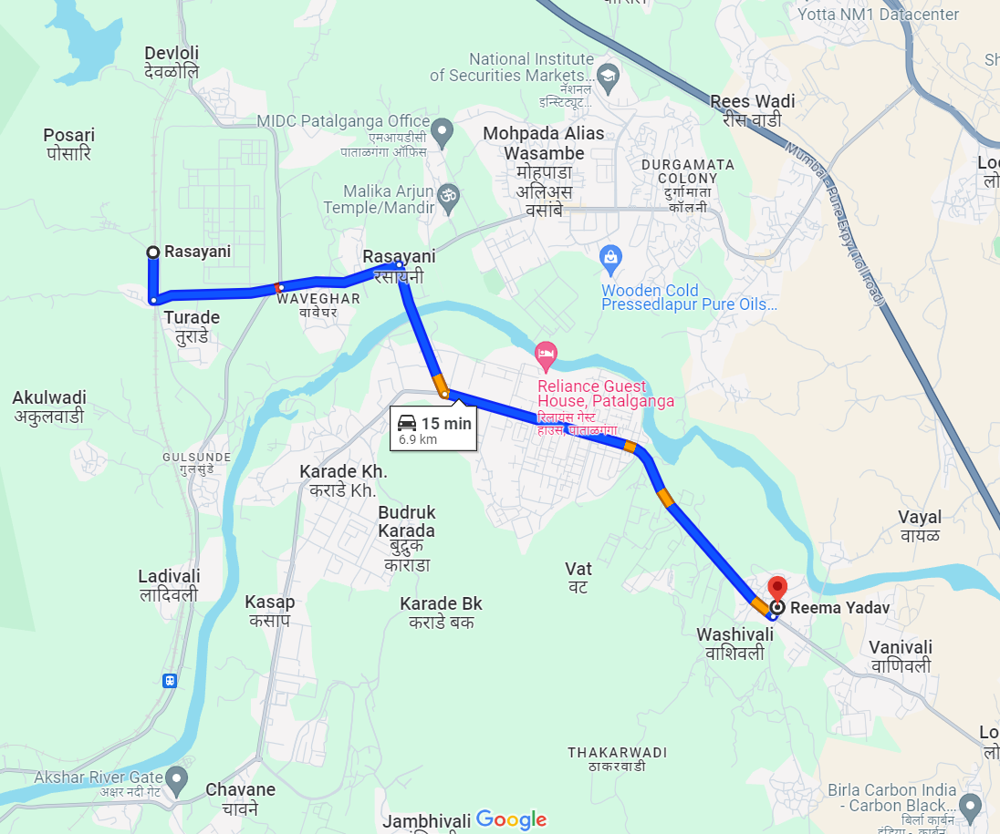 Yotta NM1 Datacenter
Devloli
देवळोलि
National Institute
of Securities Markets...
नॅशनल
इन्स्टिट्यूट...
Rees Wadi
रीस वाडी
MIDC Patalganga Office
एमआयडीसी
पाताळगंगा ऑफिस
Posari
पोसारि
Mohpada Alias
Wasambe
मोहपाडा
अलिअस
वसांबे
DURGAMATA
COLONY
दुर्गामाता
कॉलनी
Mumbai - Pune Expy (Toll road)
Malika Arjun
Temple/Mandir
Rasayani
Rasayani
रसायनी
Wooden Cold
Pressedlapur Pure Oils...
WAVEGHAR
वावेघर
Turade
तुराडे
Reliance Guest
House, Patalganga
रिलायंस गेस्ट
हाउस, पाताळगंगा
Akulwadi
अकुलवाडी
15 min
6.9 km
GULSUNDE
गुलसुंडे
Karade Kh.
कराडे Kh.
Budruk
Karada
बुद्रुक
काराडा
Vayal
वायळ
Vat
वट
Ladivali
लादिवली
Kasap
कसाप
Karade Bk
कराडे बक
Reema Yadav
Washivali
वाशिवली
Vanivali
वाणिवली
THAKARWADI
ठाकरवाडी
Akshar River Gate
अक्षर नदी गेट
Chavane
चावने
Birla Carbon India
- Carbon Black...
बिर्ला कार्बन
Jambhivali
Google